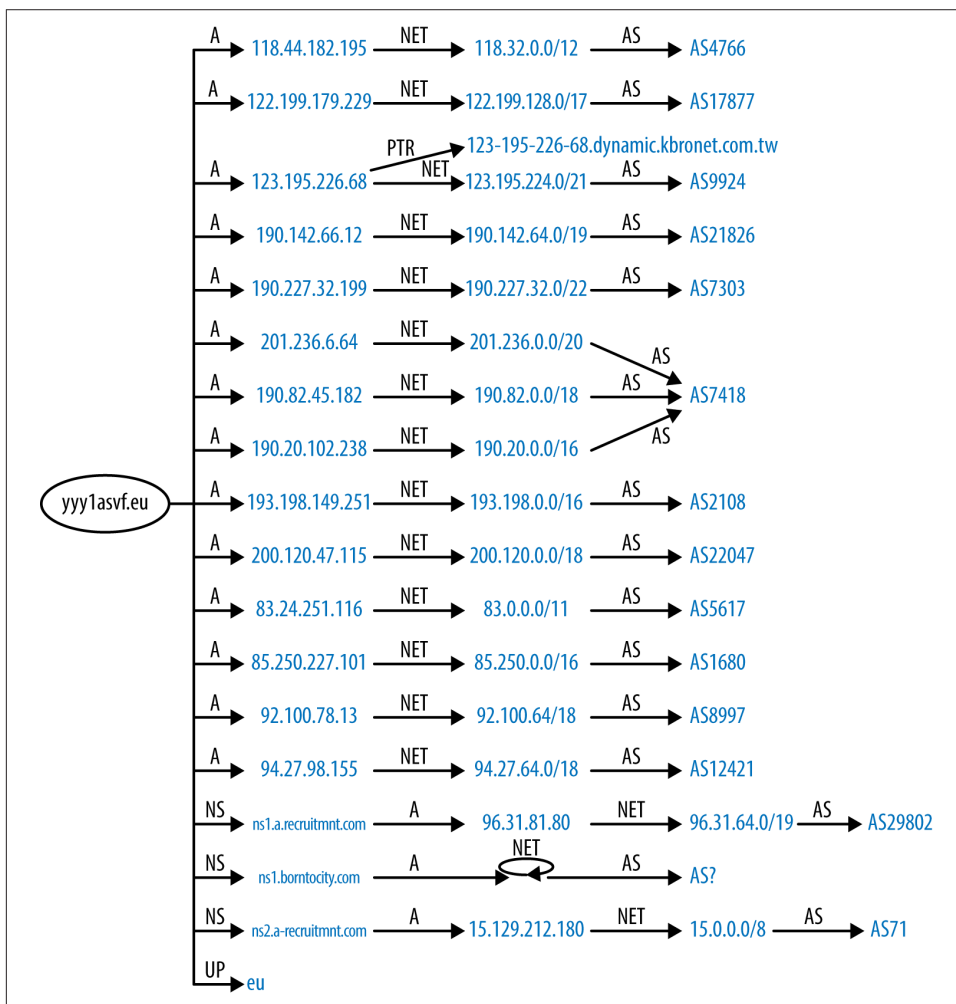 A 118.44.182.195 NET 118.32.0.0/12 AS AS4766
A 122.199.179.229 NET 122.199.128.0/17 AS AS17877
PTR 123-195-226-68.dynamic.kbronet.com.tw
A 123.195.226.68 NET 123.195.224.0/21 AS AS9924
A 190.142.66.12 NET 190.142.64.0/19 AS AS21826
A 190.227.32.199 NET 190.227.32.0/22 AS AS7303
A 201.236.6.64 NET 201.236.0.0/20 AS
A 190.82.45.182 NET 190.82.0.0/18 AS AS7418
A 190.20.102.238 NET 190.20.0.0/16 AS
yyy1asvf.eu
A 193.198.149.251 NET 193.198.0.0/16 AS AS2108
A 200.120.47.115 NET 200.120.0.0/18 AS AS22047
A 83.24.251.116 NET 83.0.0.0/11 AS AS5617
A 85.250.227.101 NET 85.250.0.0/16 AS AS1680
A 92.100.78.13 NET 92.100.64/18 AS AS8997
A 94.27.98.155 NET 94.27.64.0/18 AS AS12421
NS ns1.a.recruitmnt.com A 96.31.81.80 NET 96.31.64.0/19 AS AS29802
NS ns1.borntocity.com A NET AS AS?
NS ns2.a-recruitmnt.com A 15.129.212.180 NET 15.0.0.0/8 AS AS71
UP eu